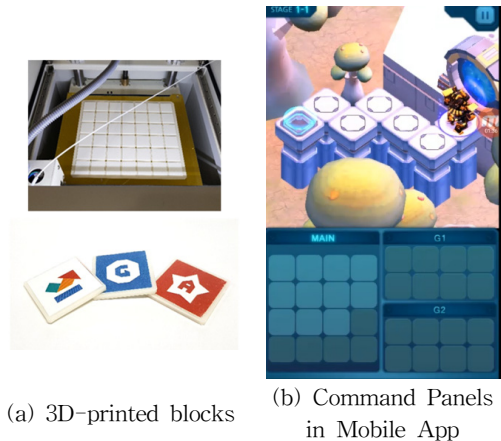 STAGE 1-1
MAIN
G1
G2
G
A
(a) 3D-printed blocks
(b) Command Panels
in Mobile App